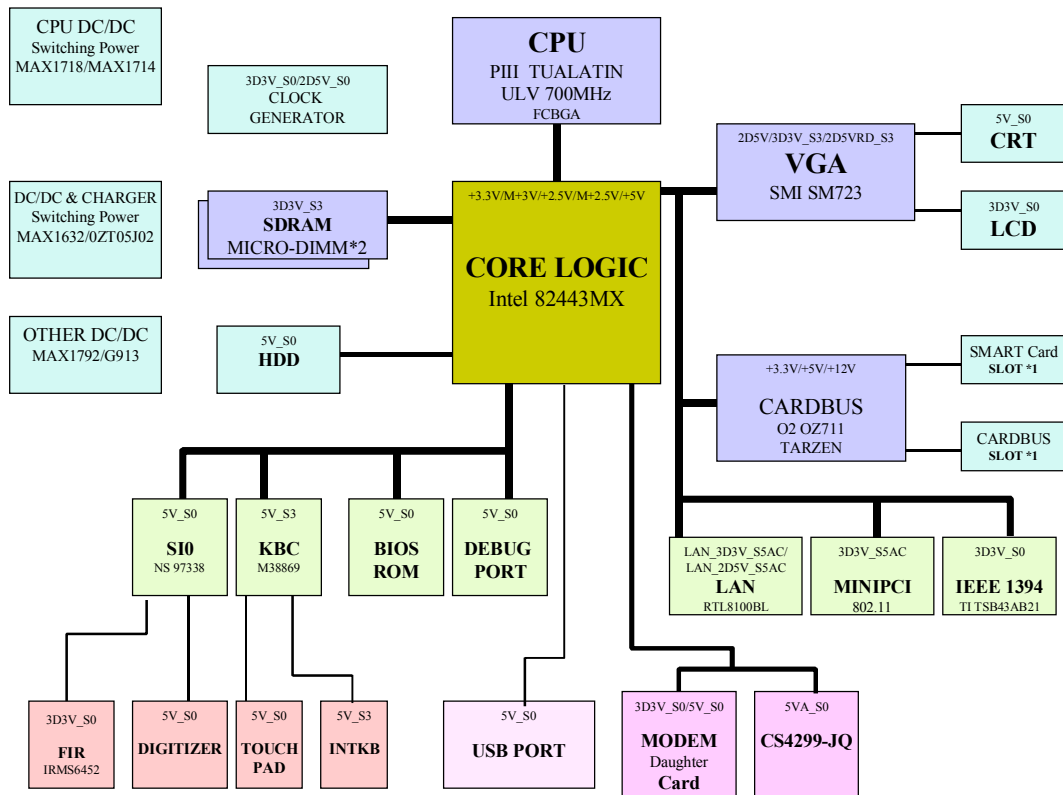 CPU DC/DC
Switching Power
MAX1718/MAX1714
3D3V_S0/2D5V_S0
CLOCK
GENERATOR
CPU
PIII TUALATIN
ULV 700MHz
FCBGA
2D5V/3D3V_S3/2D5VRD_S3
VGA
SMI SM723
5V_S0
CRT
3D3V_S0
LCD
DC/DC & CHARGER
Switching Power
MAX1632/0ZT05J02
3D3V_S3
SDRAM
MICRO-DIMM*2
+3.3V/M+3V/+2.5V/M+2.5V/+5V
CORE LOGIC
Intel 82443MX
OTHER DC/DC
MAX1792/G913
5V_S0
HDD
+3.3V/+5V/+12V
CARDBUS
O2 OZ711
TARZEN
SMART Card
SLOT *1
CARDBUS
SLOT *1
5V_S0
SI0
NS 97338
5V_S3
KBC
M38869
5V_S0
BIOS
ROM
5V_S0
DEBUG
PORT
LAN_3D3V_S5AC/
LAN_2D5V_S5AC
LAN
RTL8100BL
3D3V_S5AC
MINIPCI
802.11
3D3V_S0
IEEE 1394
TI TSB43AB21
3D3V_S0
FIR
IRMS6452
5V_S0
DIGITIZER
5V_S0
TOUCH
PAD
5V_S3
INTKB
5V_S0
USB PORT
3D3V_S0/5V_S0
MODEM
Daughter
Card
5VA_S0
CS4299-JQ